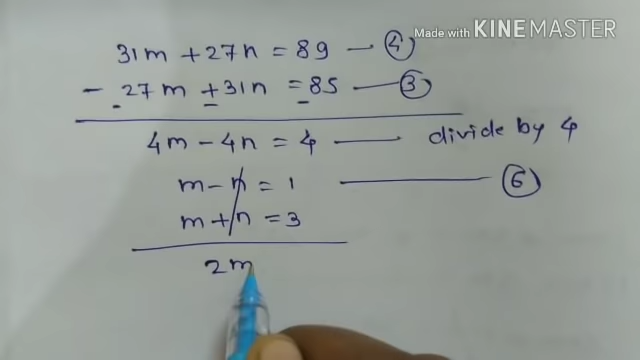 Made with KINEMASTER
31m + 27n = 89 — ④
- 27m + 31n = 85 — ③
- - -
4m - 4n = 4 — divide by 4
m - n = 1 — ⑥
m + n = 3
2m